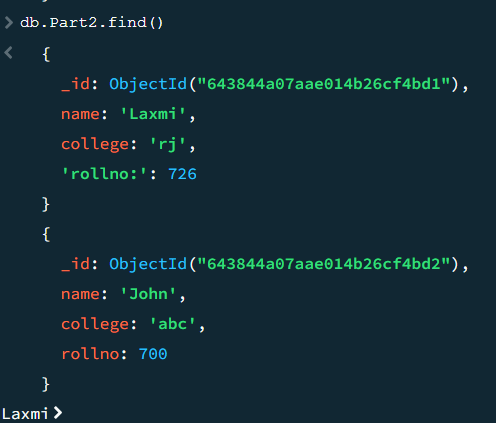 > db.Part2.find()
< {
_id: ObjectId("643844a07aae014b26cf4bd1"),
name: 'Laxmi',
college: 'rj',
'rollno:': 726
}
{
_id: ObjectId("643844a07aae014b26cf4bd2"),
name: 'John',
college: 'abc',
rollno: 700
}
Laxmi>